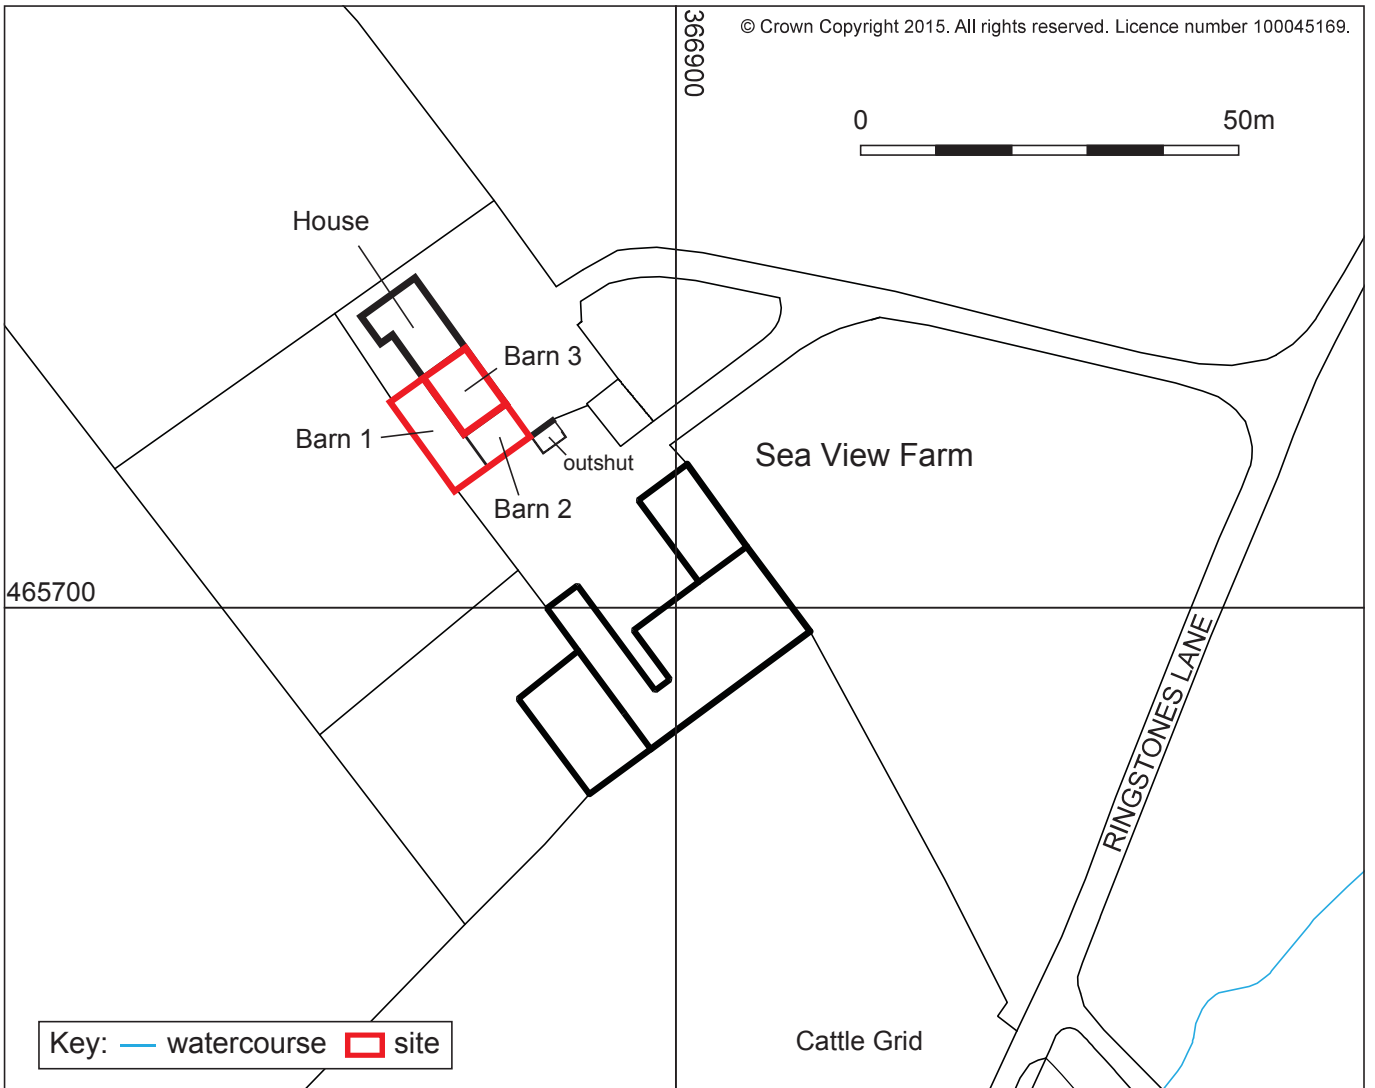 © Crown Copyright 2015. All rights reserved. Licence number 100045169.
366900
0 50m
House
Barn 3
Barn 1
Sea View Farm
outshut
Barn 2
465700
RINGSTONES LANE
Cattle Grid
Key: watercourse site